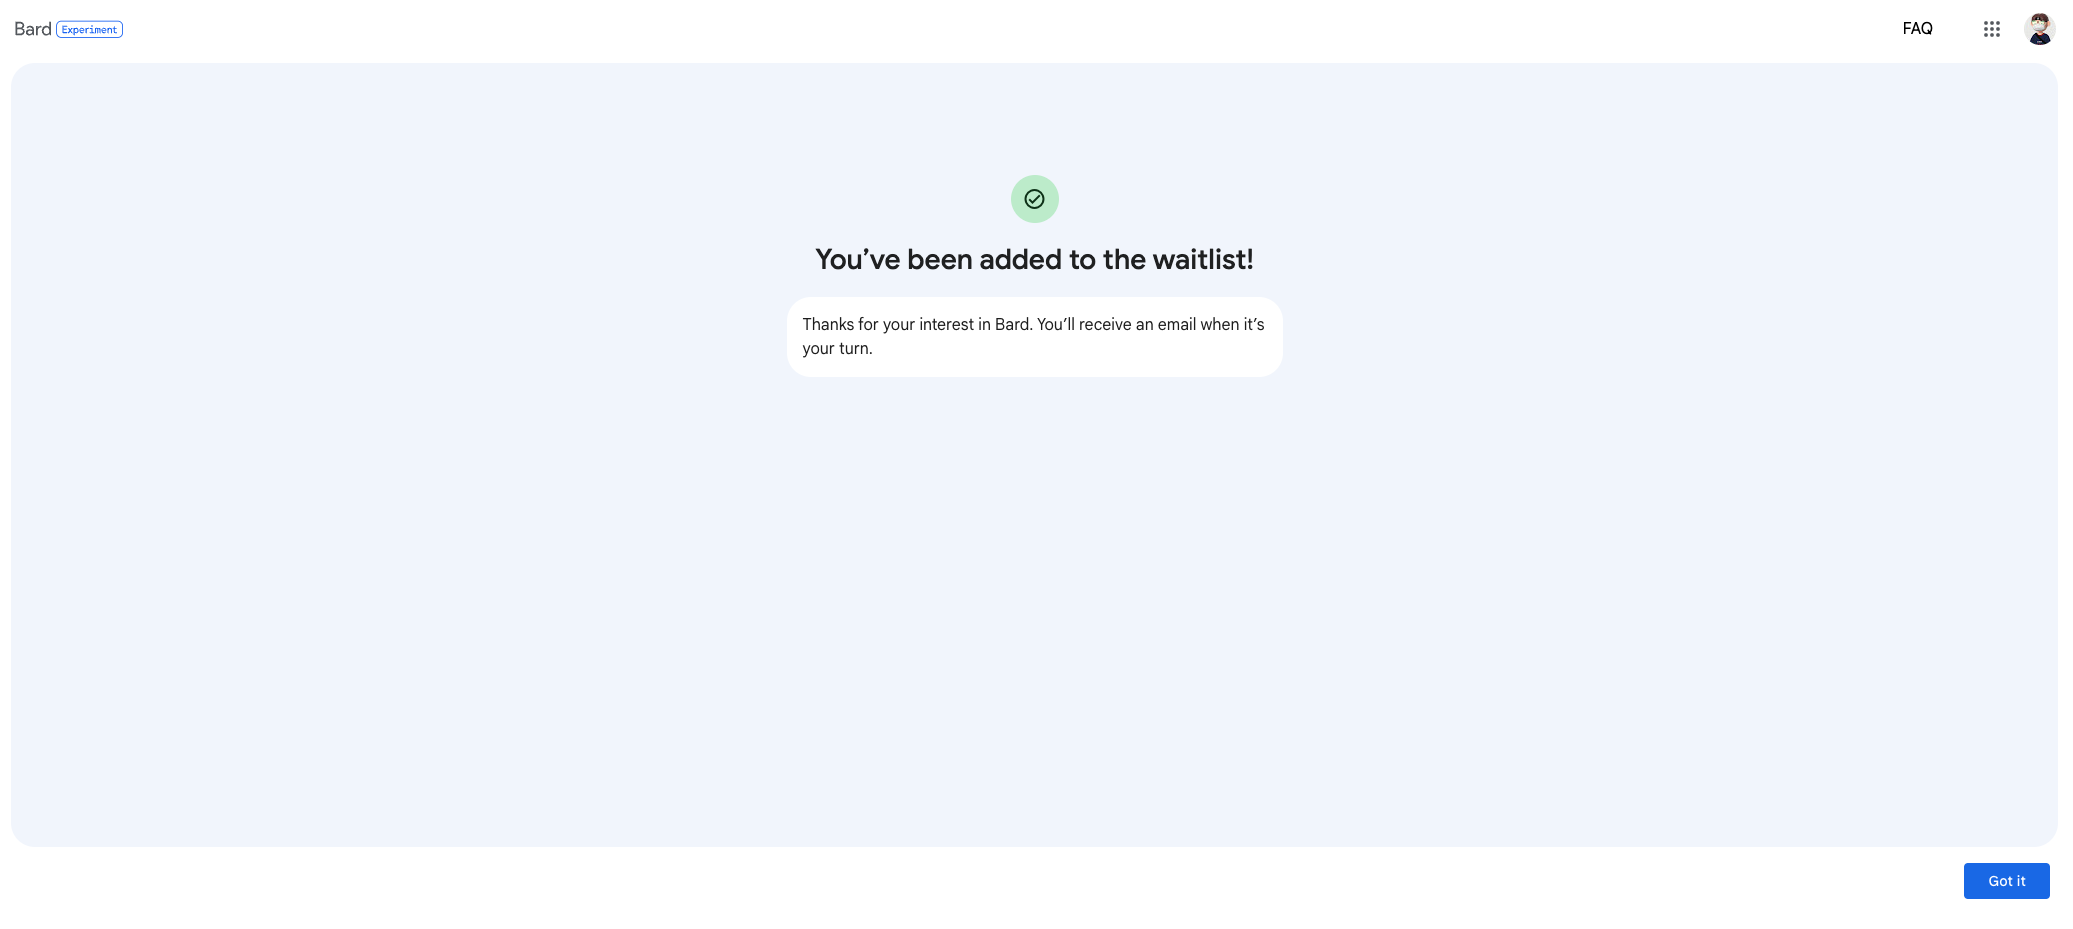 Bard Experiment
FAQ
You’ve been added to the waitlist!
Thanks for your interest in Bard. You’ll receive an email when it’s
your turn.
Got it